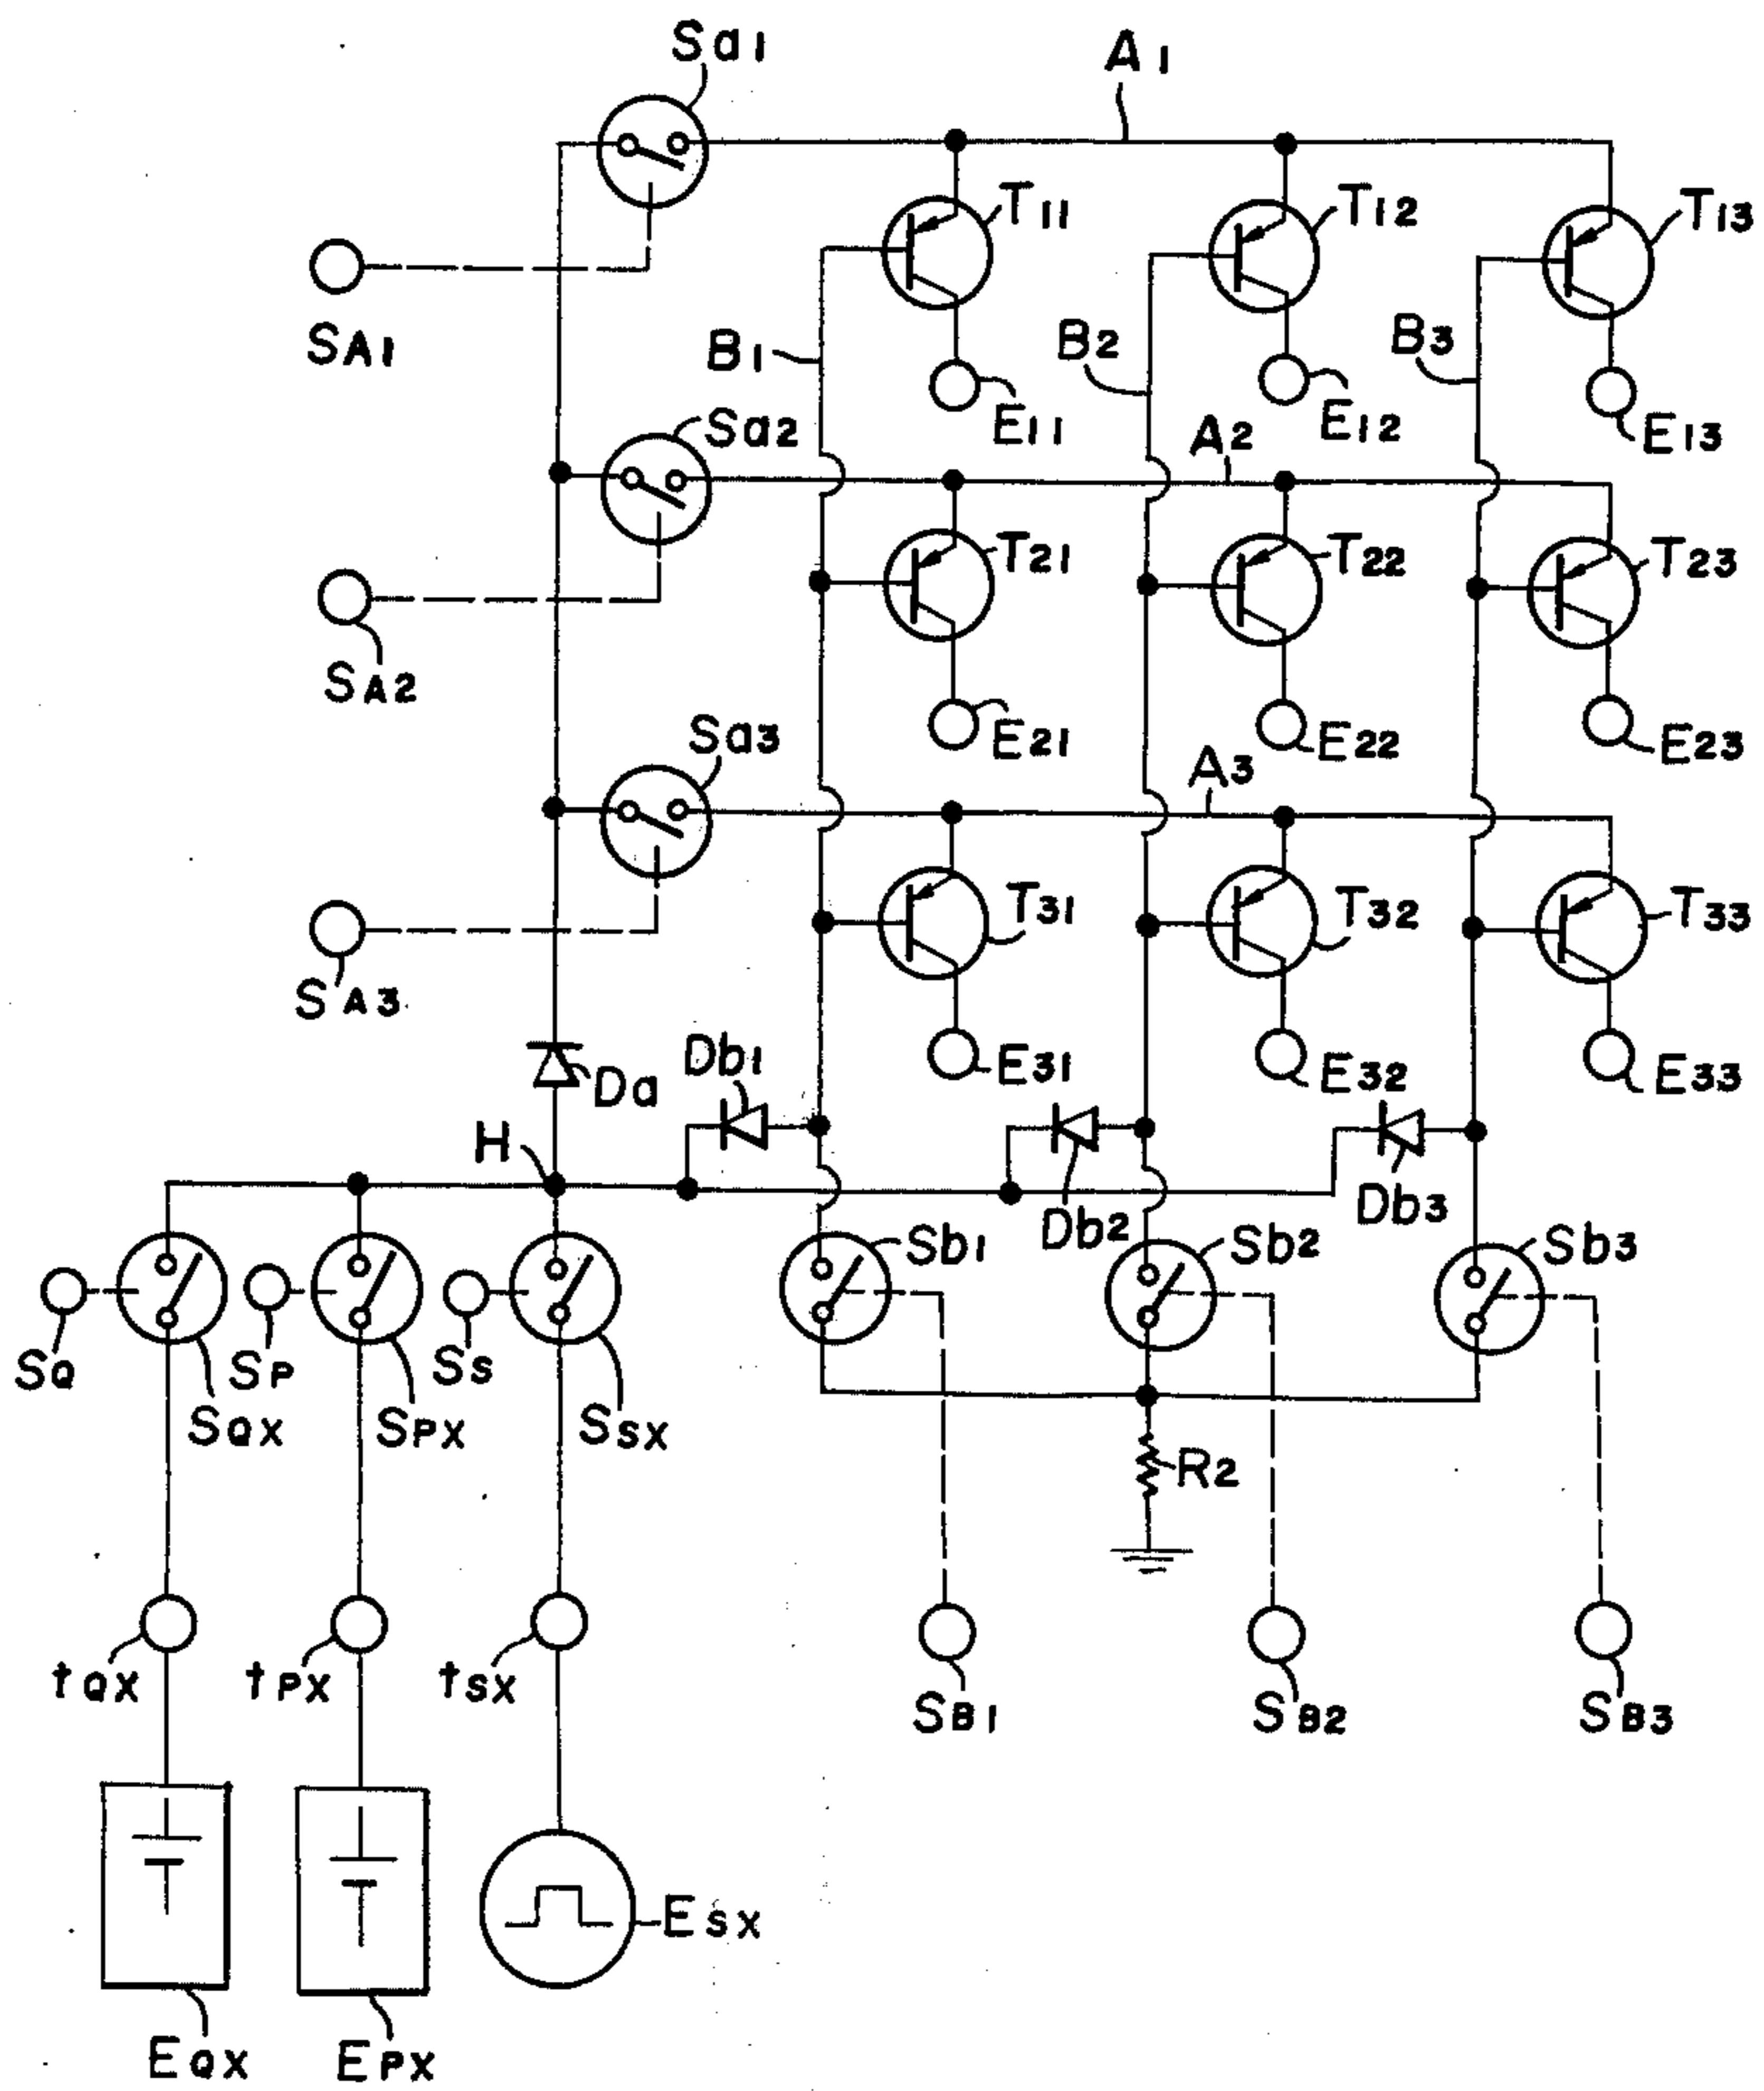 Sa1 A1
T11 T12 T13
SA1 B1 B2 B3
E11 E12 E13
Sa2 A2
T21 T22 T23
SA2
E21 E22 E23
Sa3 A3
T31 T32 T33
SA3
Db1 E31 E32 E33
Da
H
Db2 Db3
Sb1 Sb2 Sb3
SQ SP SS
SQX SPX SSX
R2
tQX tPX tSX
SB1 SB2 SB3
ESX
EQX EPX